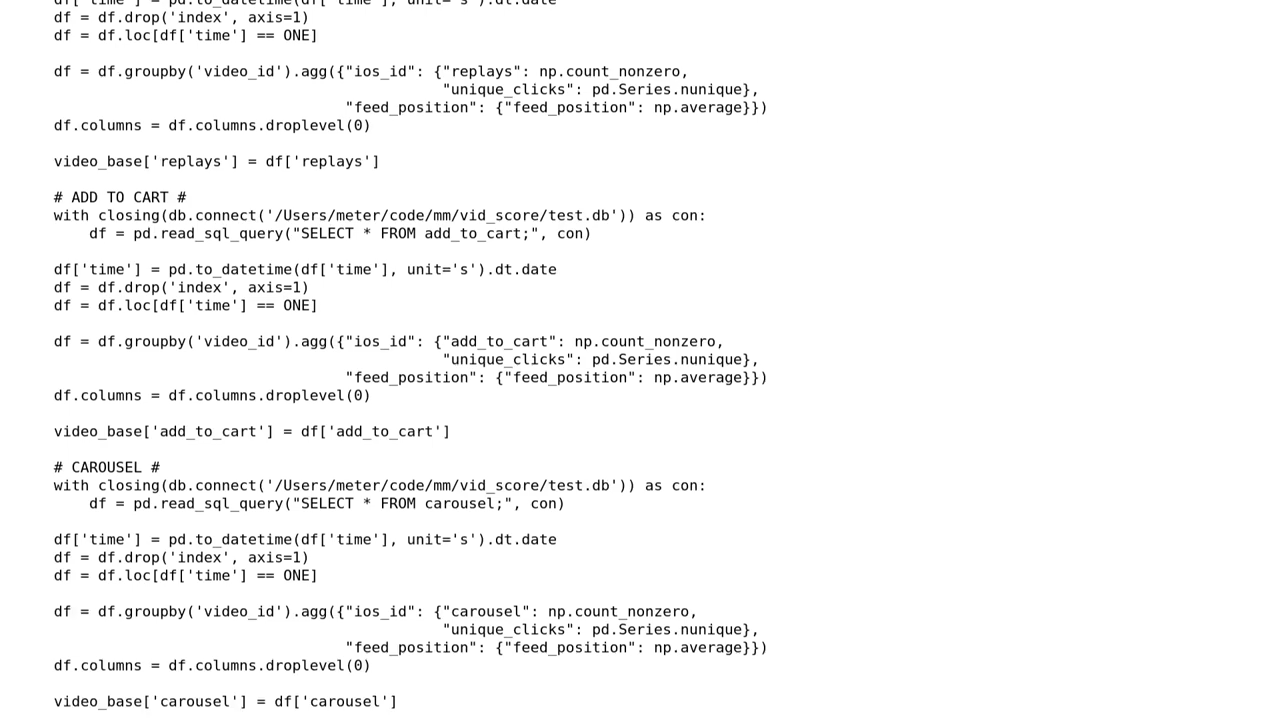 df['time'] = pd.to_datetime(df['time'], unit='s').dt.date
df = df.drop('index', axis=1)
df = df.loc[df['time'] == ONE]
df = df.groupby('video_id').agg({"ios_id": {"replays": np.count_nonzero,
"unique_clicks": pd.Series.nunique},
"feed_position": {"feed_position": np.average}})
df.columns = df.columns.droplevel(0)
video_base['replays'] = df['replays']
# ADD TO CART #
with closing(db.connect('/Users/meter/code/mm/vid_score/test.db')) as con:
df = pd.read_sql_query("SELECT * FROM add_to_cart;", con)
df['time'] = pd.to_datetime(df['time'], unit='s').dt.date
df = df.drop('index', axis=1)
df = df.loc[df['time'] == ONE]
df = df.groupby('video_id').agg({"ios_id": {"add_to_cart": np.count_nonzero,
"unique_clicks": pd.Series.nunique},
"feed_position": {"feed_position": np.average}})
df.columns = df.columns.droplevel(0)
video_base['add_to_cart'] = df['add_to_cart']
# CAROUSEL #
with closing(db.connect('/Users/meter/code/mm/vid_score/test.db')) as con:
df = pd.read_sql_query("SELECT * FROM carousel;", con)
df['time'] = pd.to_datetime(df['time'], unit='s').dt.date
df = df.drop('index', axis=1)
df = df.loc[df['time'] == ONE]
df = df.groupby('video_id').agg({"ios_id": {"carousel": np.count_nonzero,
"unique_clicks": pd.Series.nunique},
"feed_position": {"feed_position": np.average}})
df.columns = df.columns.droplevel(0)
video_base['carousel'] = df['carousel']